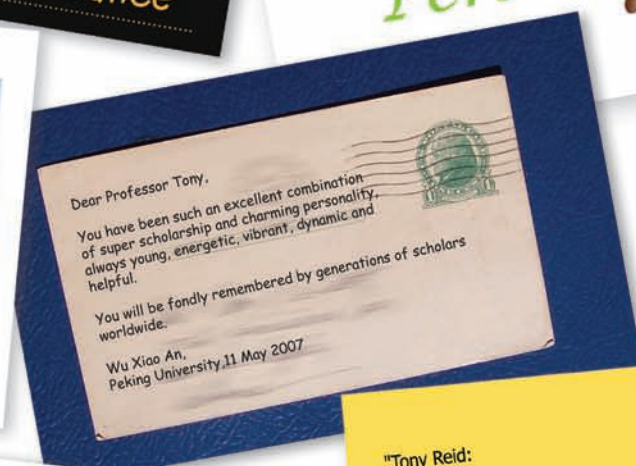 Dear Professor Tony,
You have been such an excellent combination
of super scholarship and charming personality,
always young, energetic, vibrant, dynamic and
helpful.
You will be fondly remembered by generations of scholars
worldwide.
Wu Xiao An,
Peking University,11 May 2007
"Tony Reid: